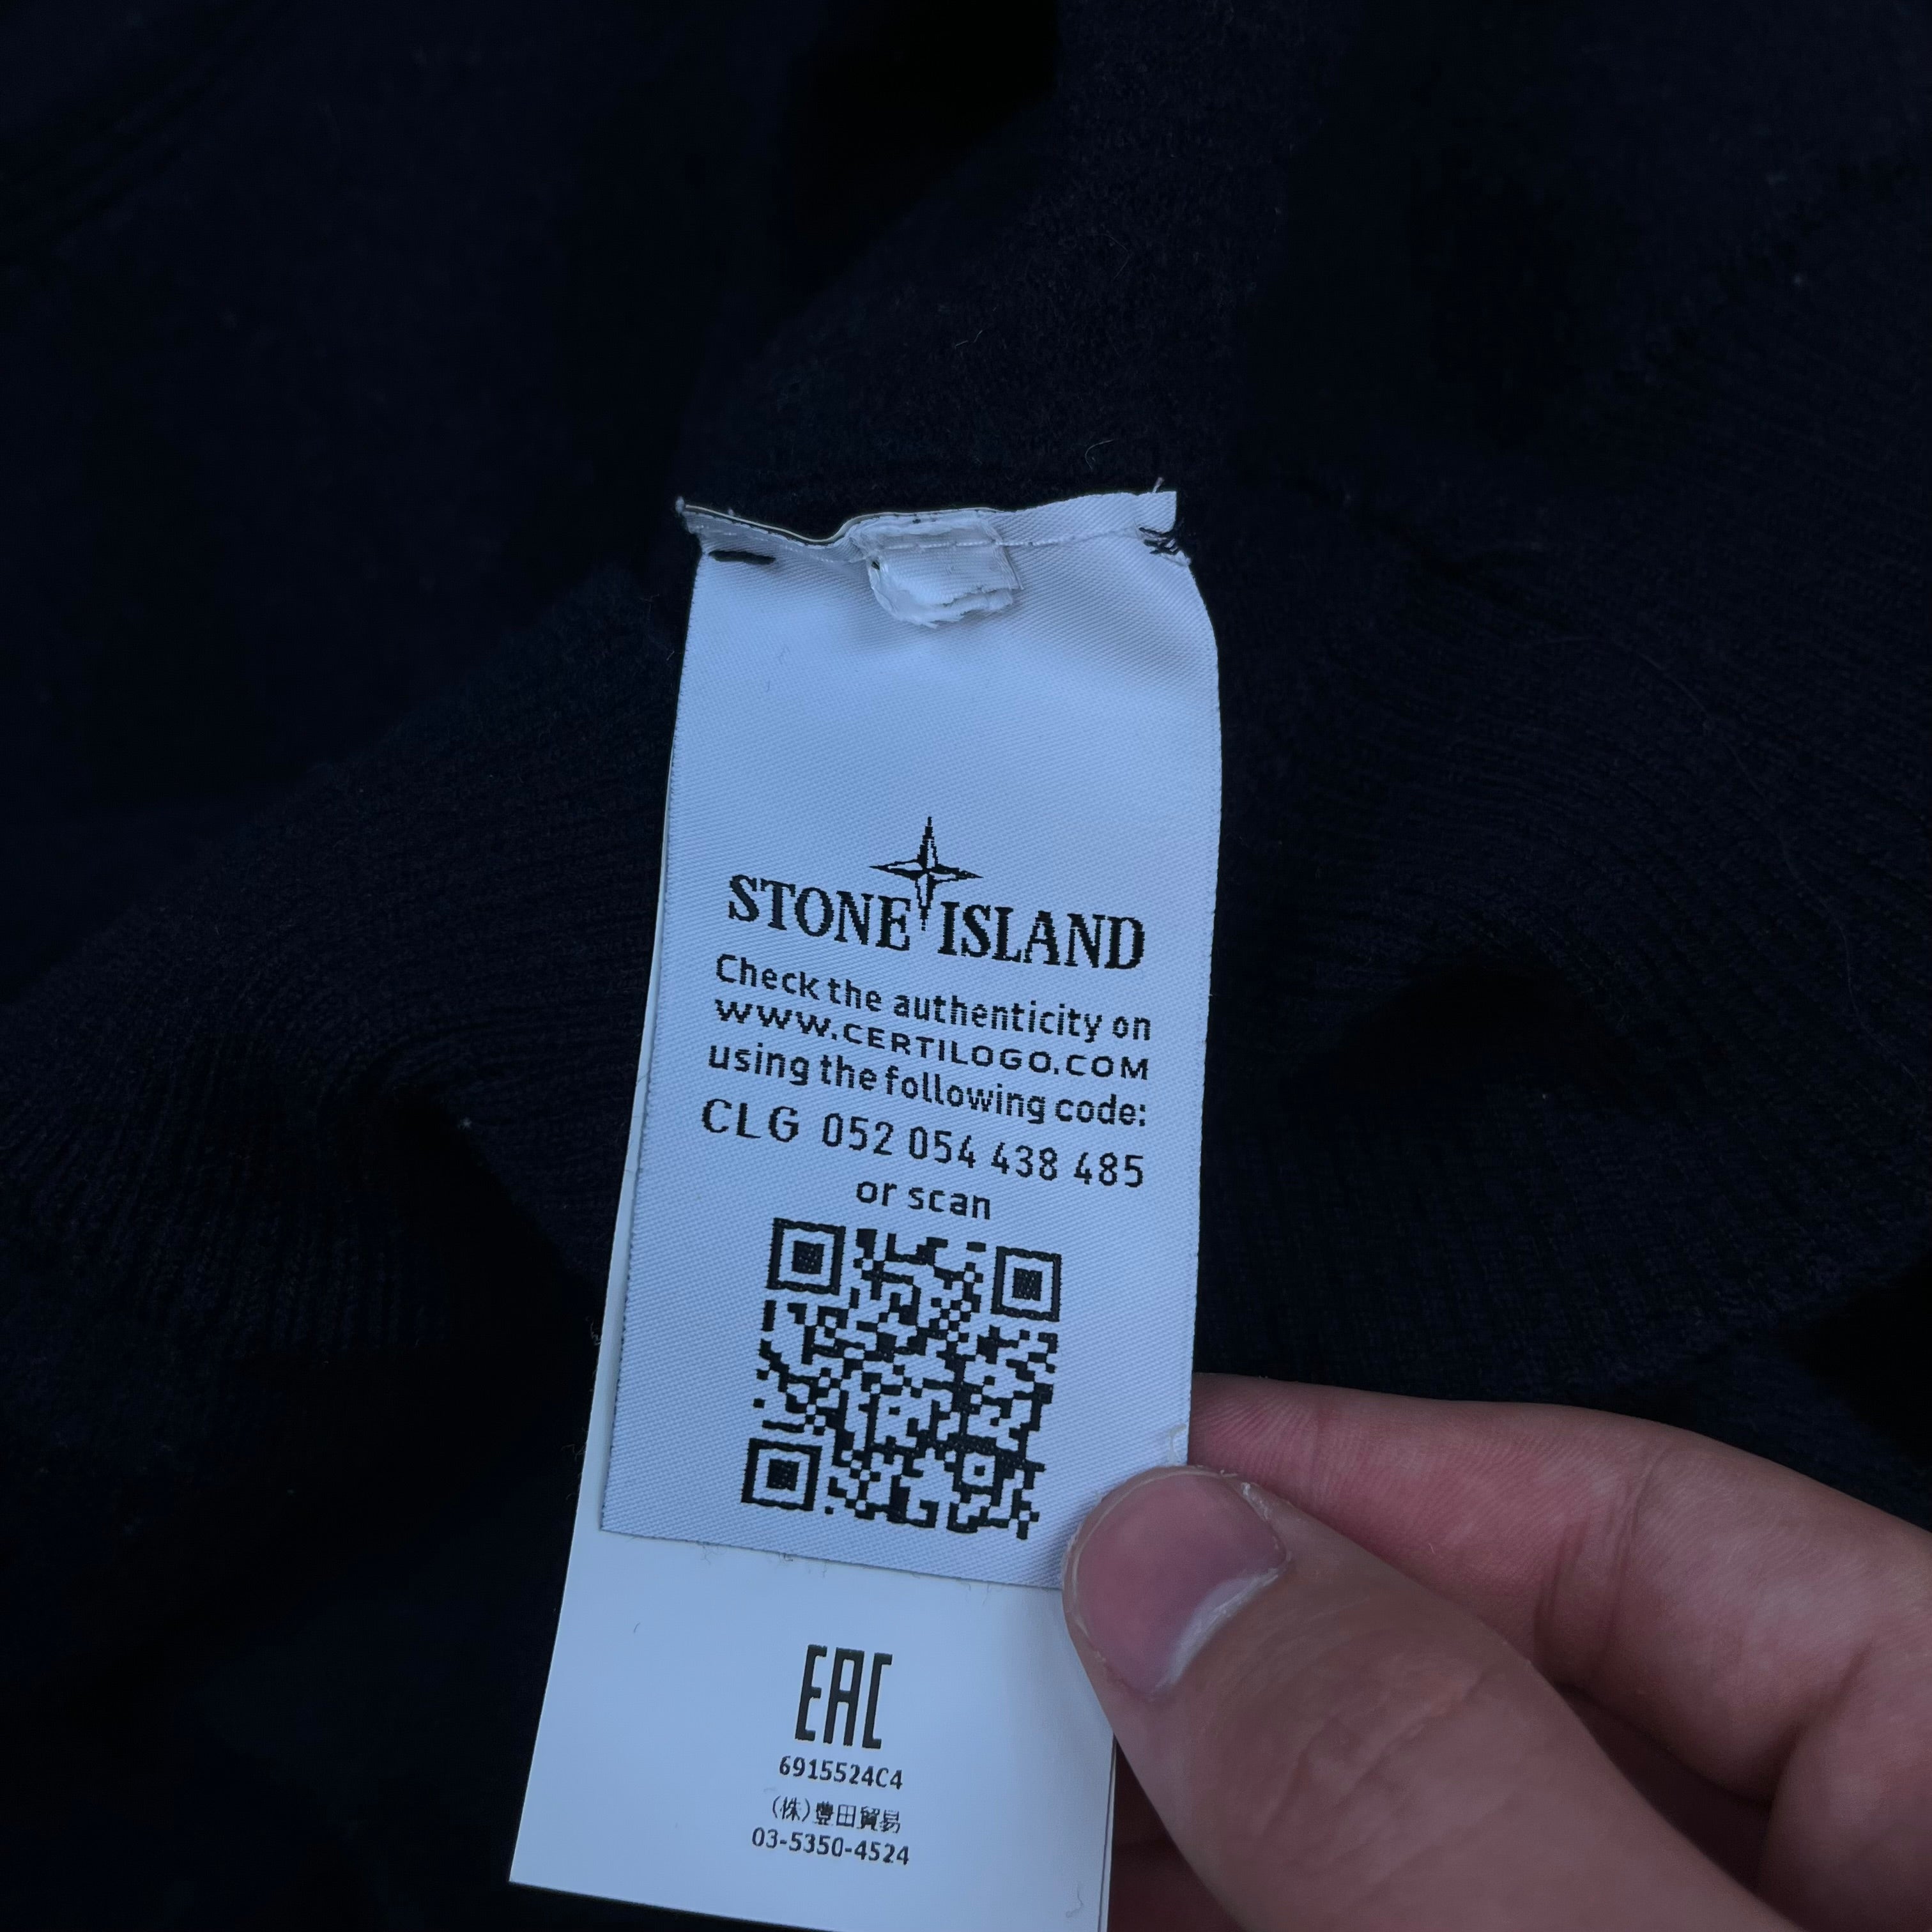 STONE ISLAND
Check the authenticity on
WWW.CERTILOGO.COM
using the following code:
CLG 052 054 438 485
or scan
EAC
6915524C4
(株)豊田貿易
03-5350-4524